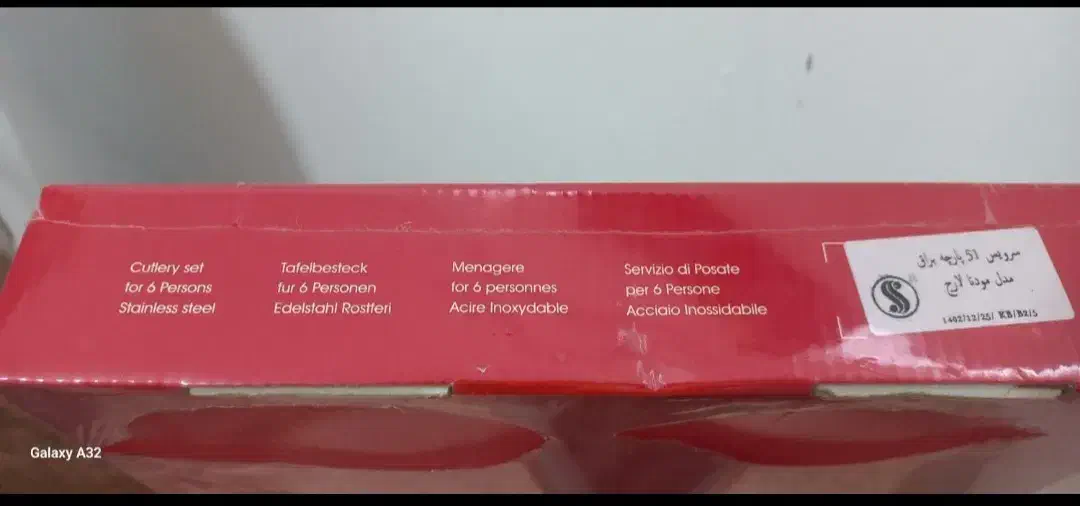 Cutlery set
for 6 Persons
Stainless steel
Tafelbesteck
fur 6 Personen
Edelstahl Rostferi
Menagere
for 6 personnes
Acire Inoxydable
Servizio di Posate
per 6 Persone
Acciaio Inossidabile
سرویس 51 پارچه براق
مدل مودنا لارج
1402/12/25/ KB/B2/5
Galaxy A32